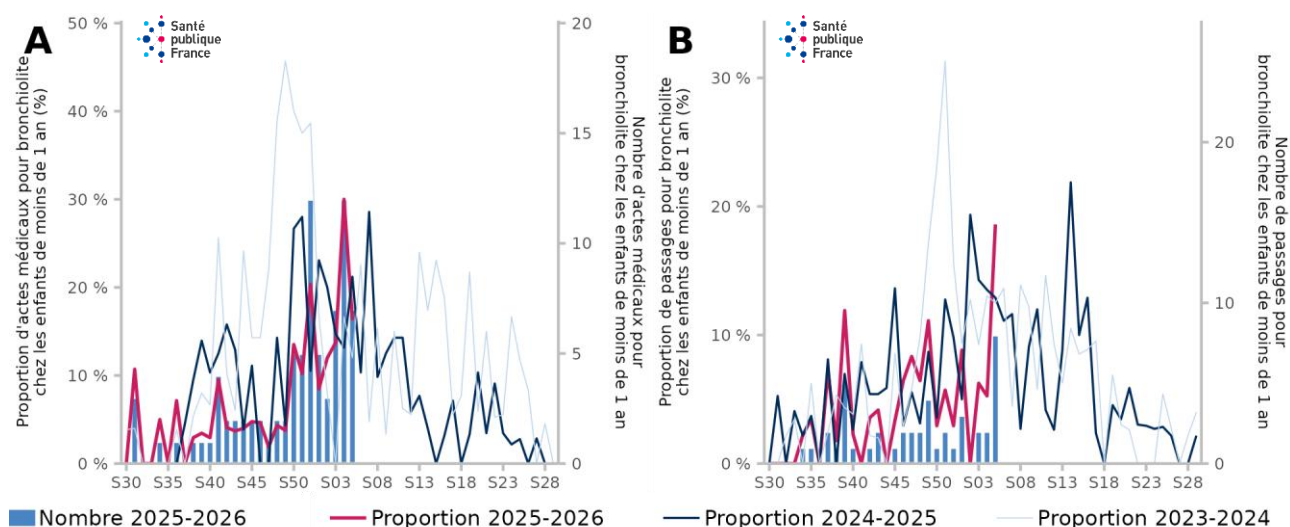 A
Santé
publique
France
Proportion d'actes médicaux pour bronchiolite
chez les enfants de moins de 1 an (%)
50 %
40 %
30 %
20 %
10 %
0 %
20
15
10
5
0
Nombre d'actes médicaux pour
bronchiolite chez les enfants de moins de 1 an
S30
S35
S40
S45
S50
S03
S08
S13
S18
S23
S28
B
Santé
publique
France
Proportion de passages pour bronchiolite
chez les enfants de moins de 1 an (%)
30 %
20 %
10 %
0 %
20
10
0
Nombre de passages pour
bronchiolite chez les enfants de moins de 1 an
S30
S35
S40
S45
S50
S03
S08
S13
S18
S23
S28
Nombre 2025-2026
Proportion 2025-2026
Proportion 2024-2025
Proportion 2023-2024